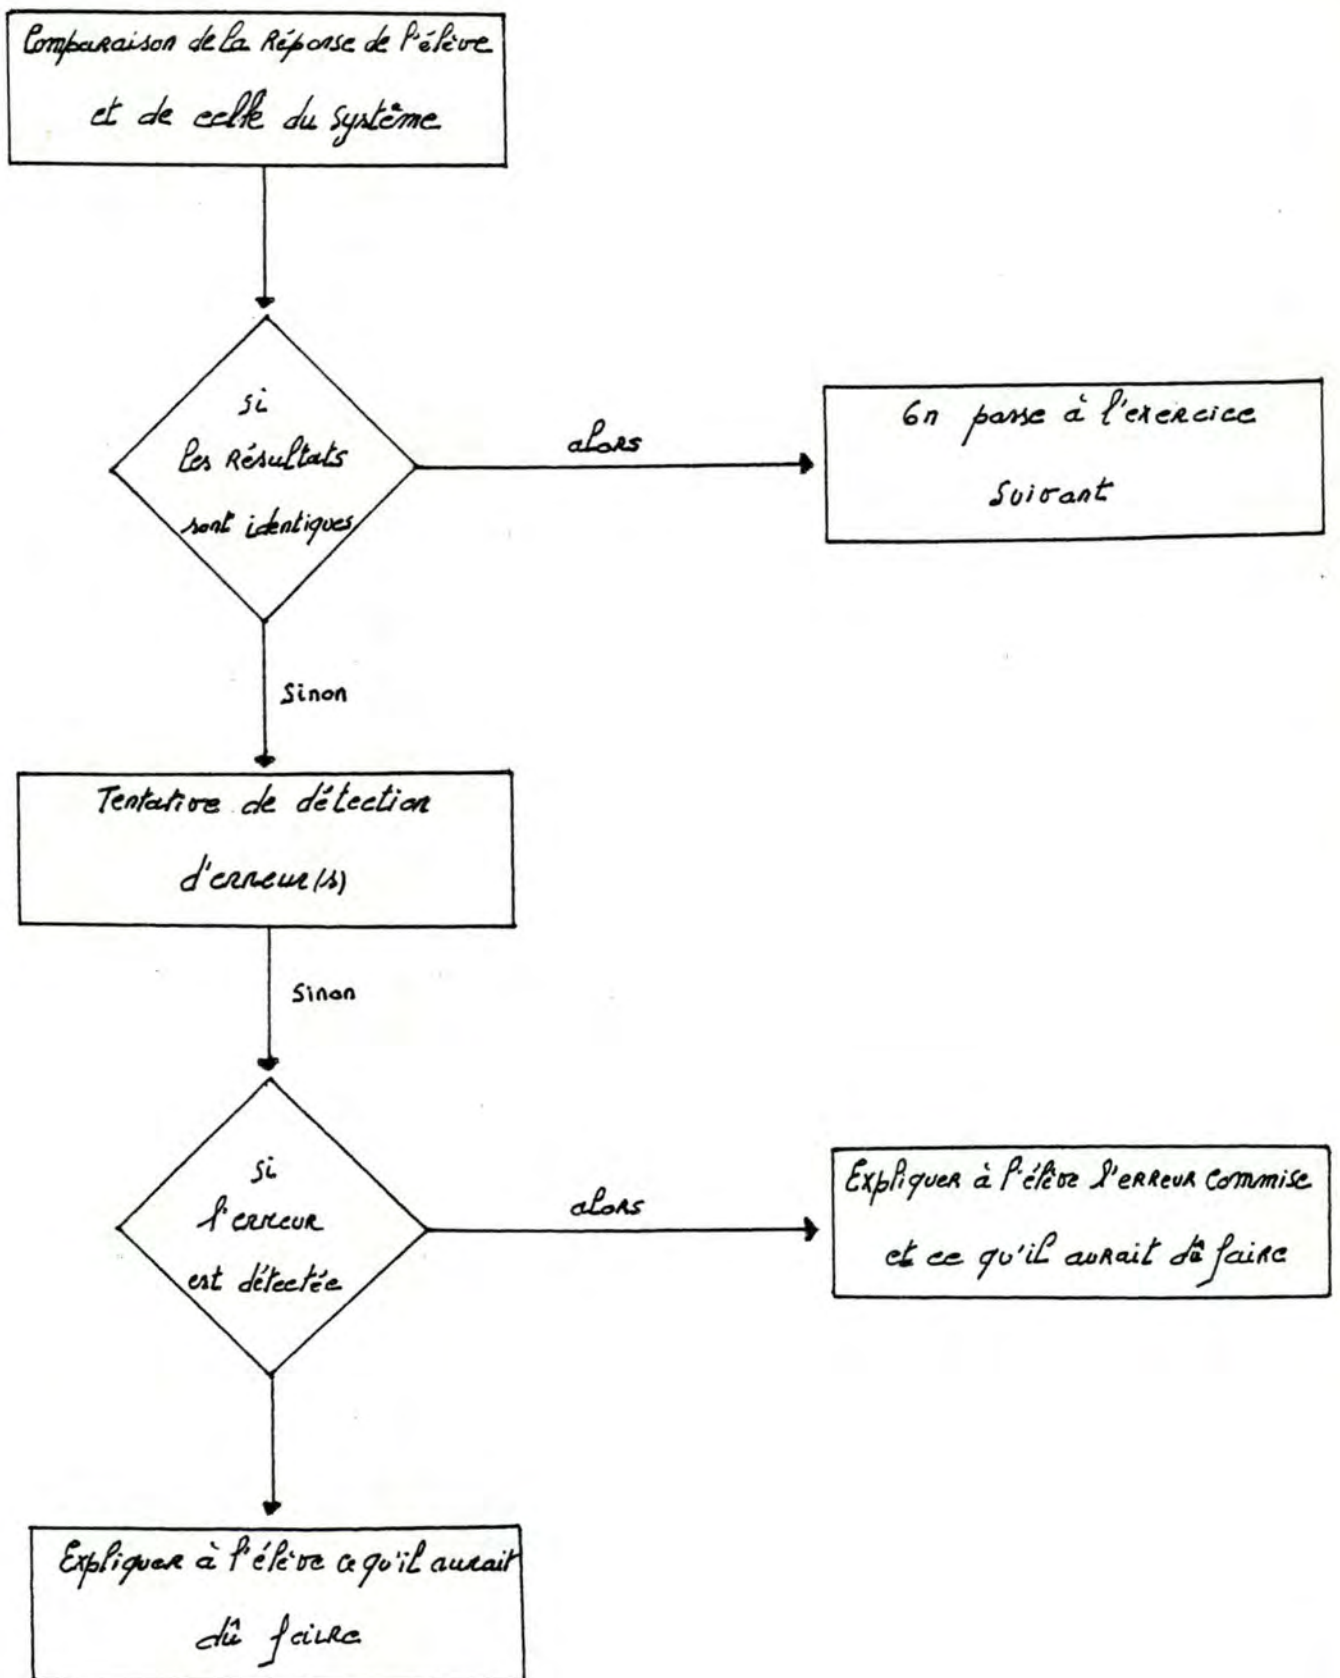 Comparaison de la Réponse de l'élève
et de celle du système
si
les Résultats
sont identiques
alors
On passe à l'exercice
suivant
Sinon
Tentative de détection
d'erreur(s)
Sinon
si
l'erreur
est détectée
alors
Expliquer à l'élève l'erreur commise
et ce qu'il aurait dû faire
Expliquer à l'élève ce qu'il aurait
dû faire